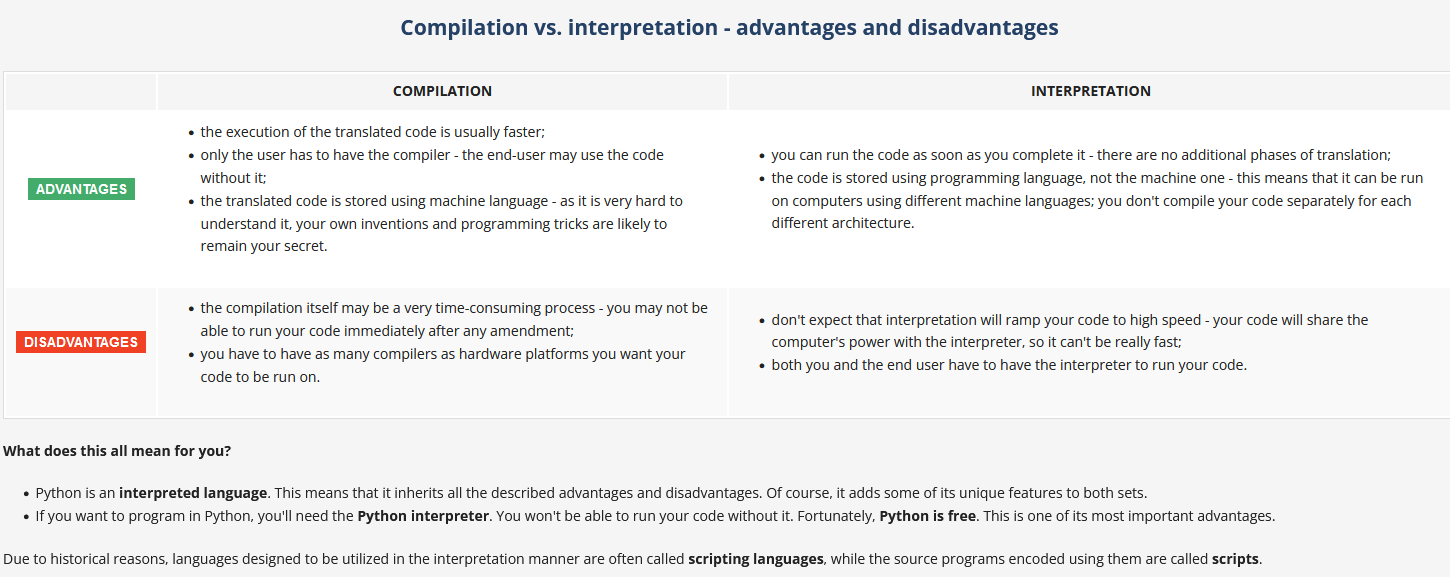 Compilation vs. interpretation - advantages and disadvantages
COMPILATION
INTERPRETATION
ADVANTAGES
• the execution of the translated code is usually faster;
• only the user has to have the compiler - the end-user may use the code
without it;
• the translated code is stored using machine language - as it is very hard to
understand it, your own inventions and programming tricks are likely to
remain your secret.
• you can run the code as soon as you complete it - there are no additional phases of translation;
• the code is stored using programming language, not the machine one - this means that it can be run
on computers using different machine languages; you don't compile your code separately for each
different architecture.
DISADVANTAGES
• the compilation itself may be a very time-consuming process - you may not be
able to run your code immediately after any amendment;
• you have to have as many compilers as hardware platforms you want your
code to be run on.
• don't expect that interpretation will ramp your code to high speed - your code will share the
computer's power with the interpreter, so it can't be really fast;
• both you and the end user have to have the interpreter to run your code.
What does this all mean for you?
• Python is an interpreted language. This means that it inherits all the described advantages and disadvantages. Of course, it adds some of its unique features to both sets.
• If you want to program in Python, you'll need the Python interpreter. You won't be able to run your code without it. Fortunately, Python is free. This is one of its most important advantages.
Due to historical reasons, languages designed to be utilized in the interpretation manner are often called scripting languages, while the source programs encoded using them are called scripts.